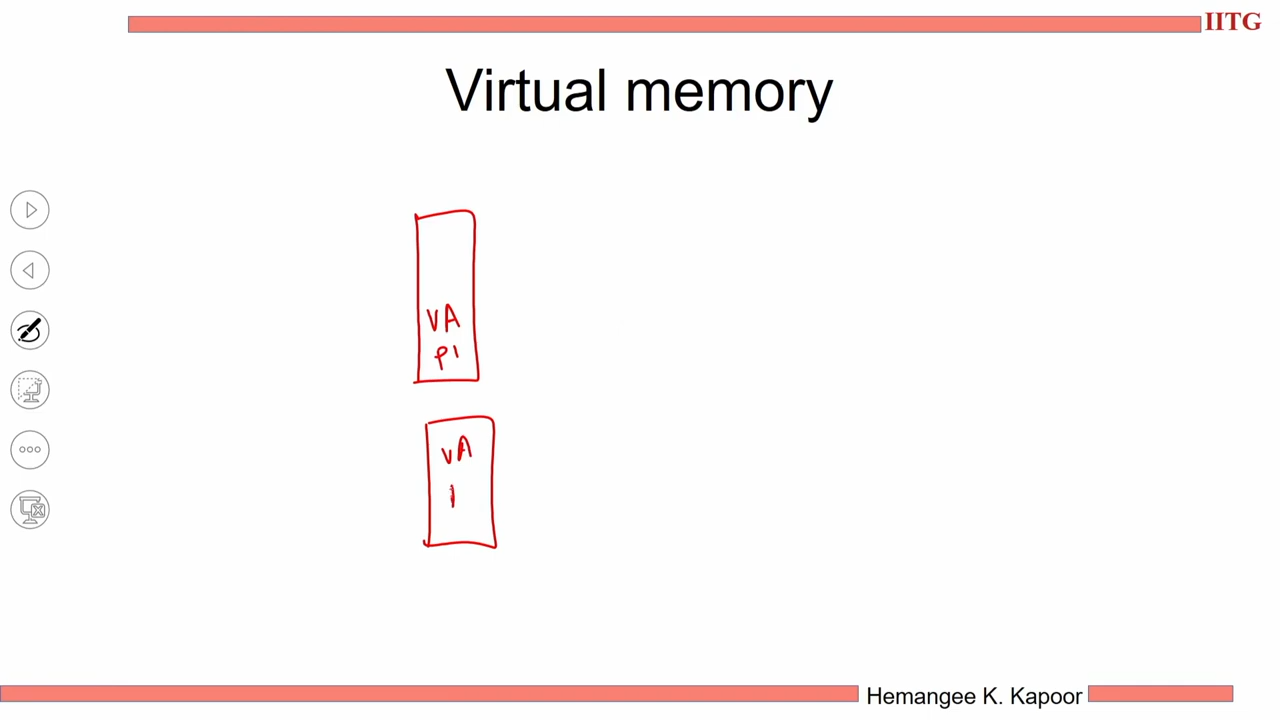 IITG
Virtual memory
VA
P1
VA
Hemangee K. Kapoor